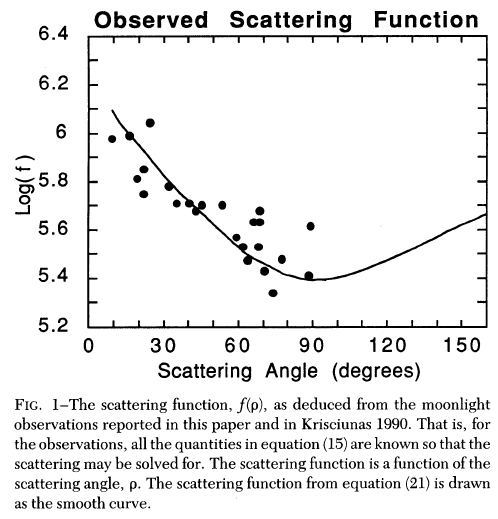 Observed Scattering Function
6.4
6.2
6
5.8
5.6
5.4
5.2
Log(f)
0 30 60 90 120 150
Scattering Angle (degrees)
FIG. 1–The scattering function, f(ρ), as deduced from the moonlight
observations reported in this paper and in Krisciunas 1990. That is, for
the observations, all the quantities in equation (15) are known so that the
scattering may be solved for. The scattering function is a function of the
scattering angle, ρ. The scattering function from equation (21) is drawn
as the smooth curve.